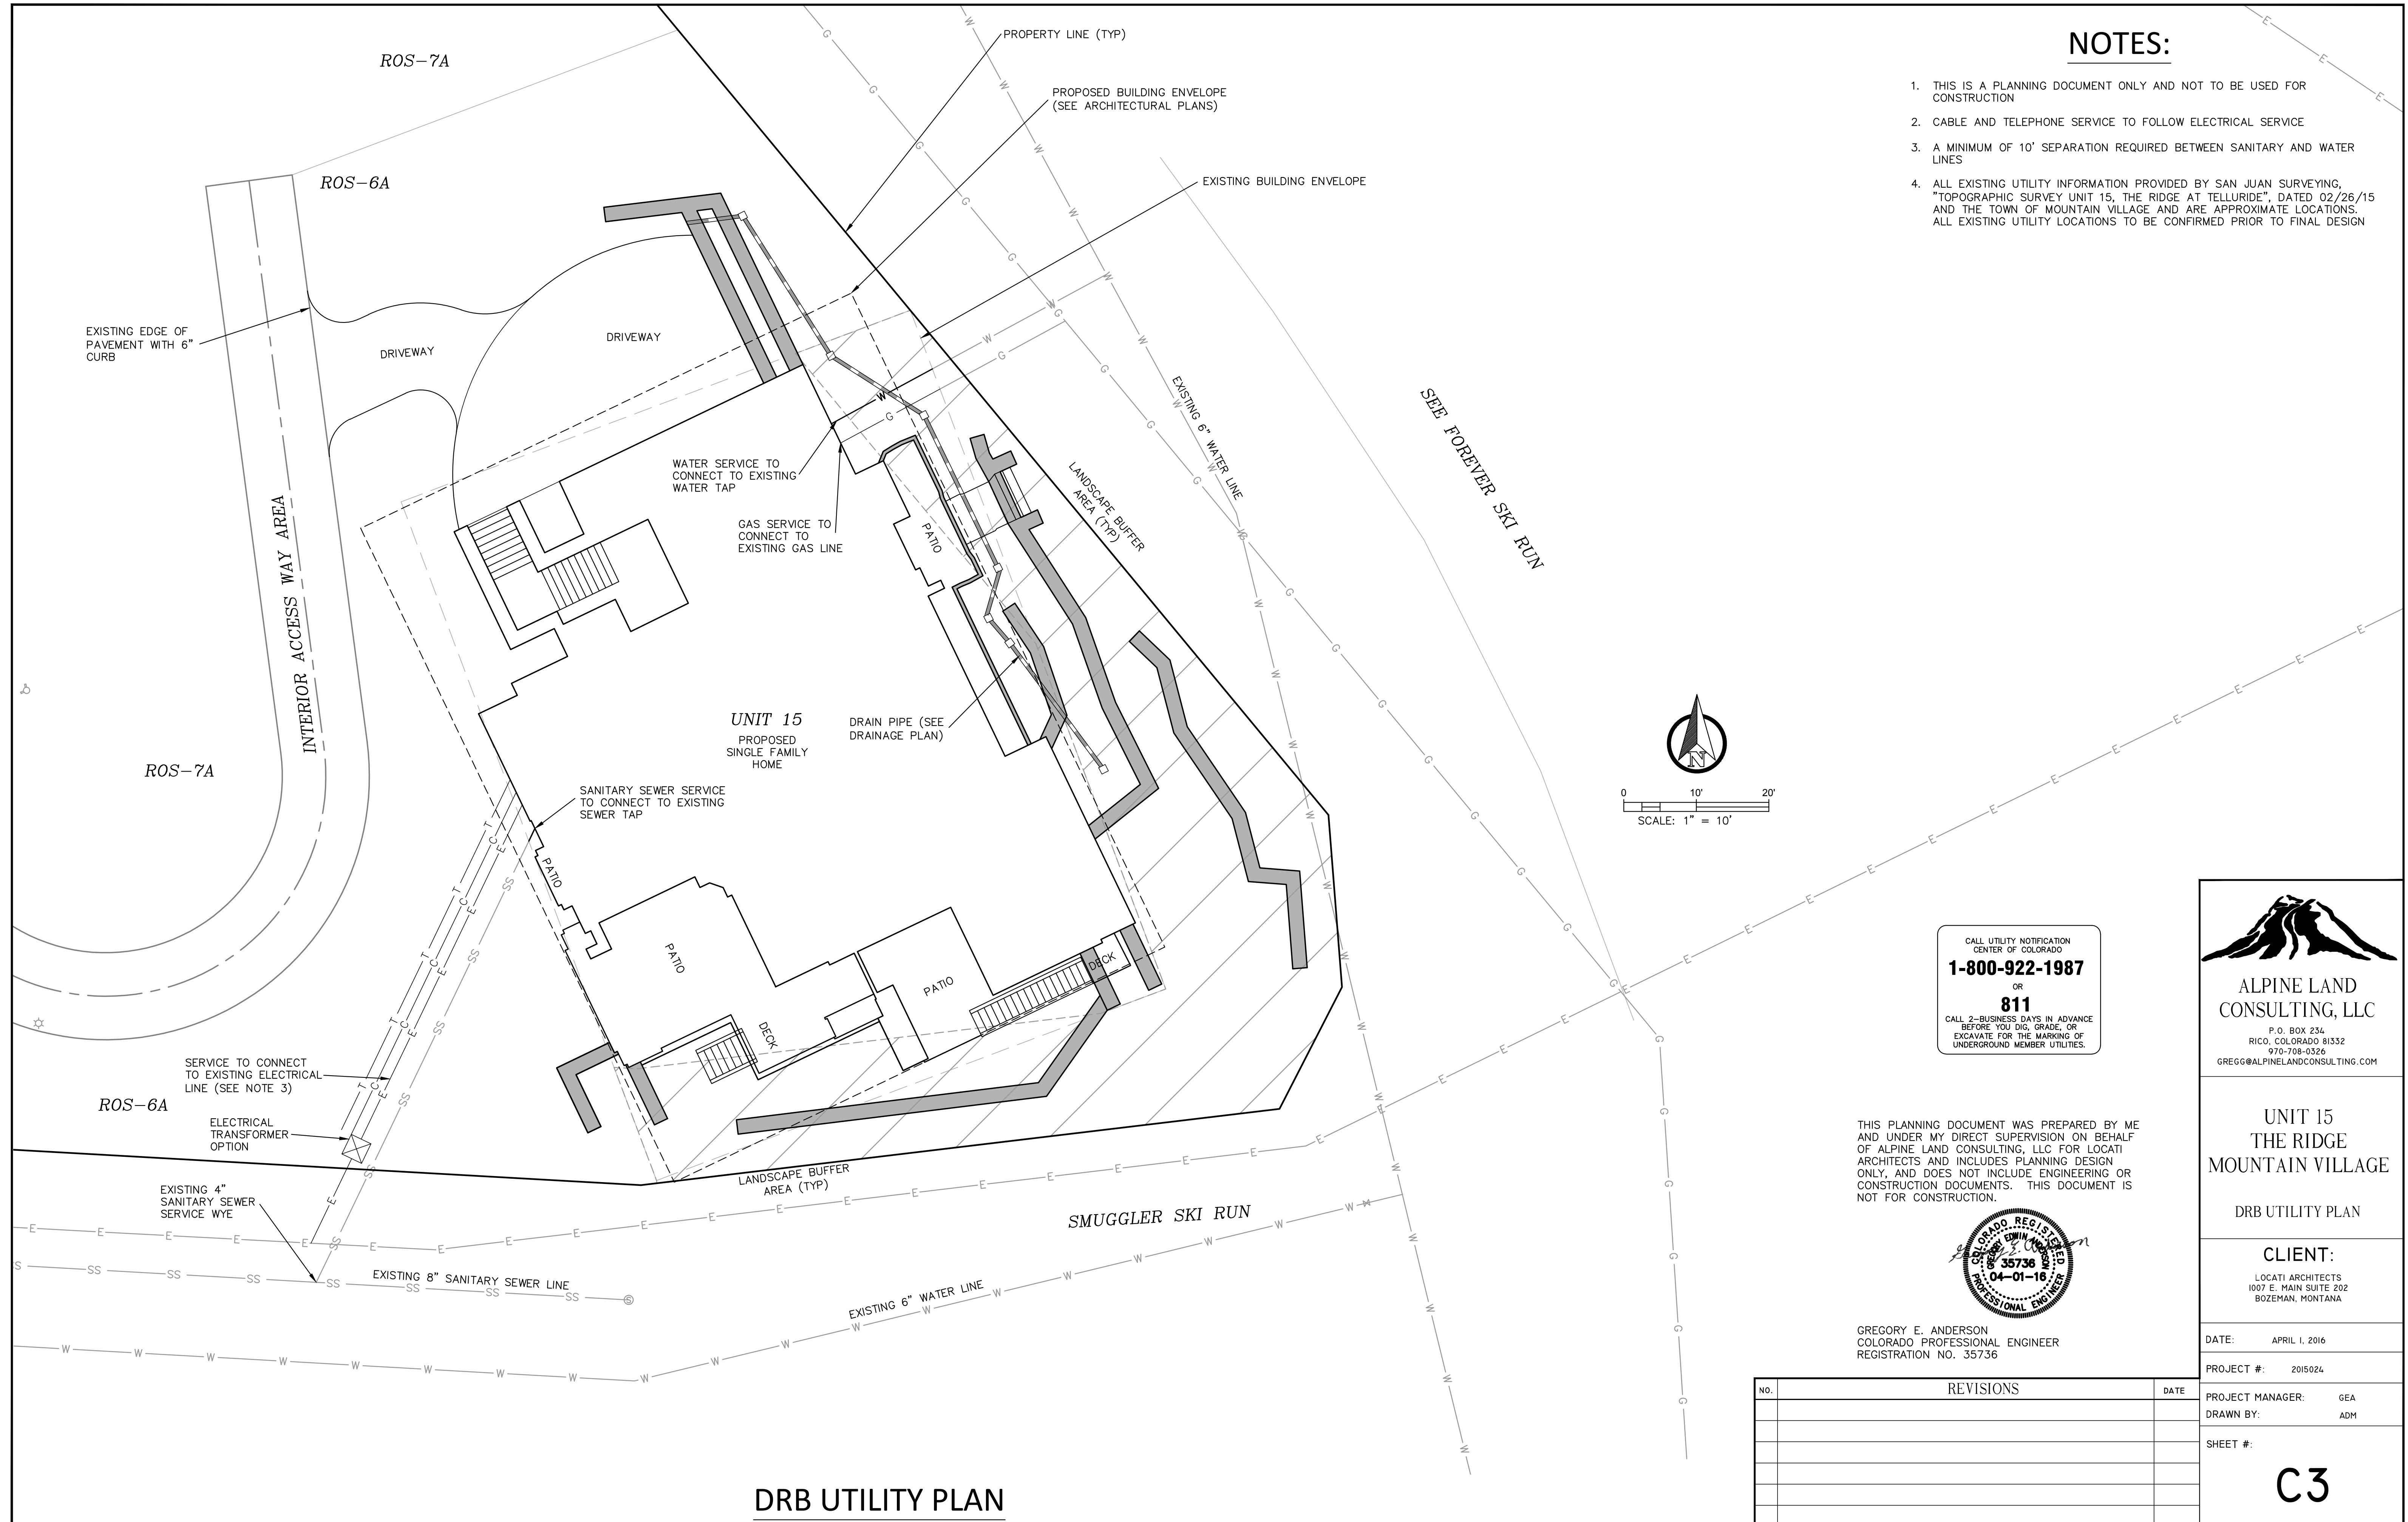 ROS-7A
PROPERTY LINE (TYP)
PROPOSED BUILDING ENVELOPE
(SEE ARCHITECTURAL PLANS)
ROS-6A
EXISTING BUILDING ENVELOPE
NOTES:
1. THIS IS A PLANNING DOCUMENT ONLY AND NOT TO BE USED FOR
CONSTRUCTION
2. CABLE AND TELEPHONE SERVICE TO FOLLOW ELECTRICAL SERVICE
3. A MINIMUM OF 10' SEPARATION REQUIRED BETWEEN SANITARY AND WATER
LINES
4. ALL EXISTING UTILITY INFORMATION PROVIDED BY SAN JUAN SURVEYING,
"TOPOGRAPHIC SURVEY UNIT 15, THE RIDGE AT TELLURIDE", DATED 02/26/15
AND THE TOWN OF MOUNTAIN VILLAGE AND ARE APPROXIMATE LOCATIONS.
ALL EXISTING UTILITY LOCATIONS TO BE CONFIRMED PRIOR TO FINAL DESIGN
EXISTING EDGE OF
PAVEMENT WITH 6"
CURB
DRIVEWAY
DRIVEWAY
WATER SERVICE TO
CONNECT TO EXISTING
WATER TAP
GAS SERVICE TO
CONNECT TO
EXISTING GAS LINE
PATIO
EXISTING 6" WATER LINE
LANDSCAPE BUFFER
AREA (TYP)
SEE FOREVER SKI RUN
INTERIOR ACCESS WAY AREA
UNIT 15
PROPOSED
SINGLE FAMILY
HOME
DRAIN PIPE (SEE
DRAINAGE PLAN)
ROS-7A
SANITARY SEWER SERVICE
TO CONNECT TO EXISTING
SEWER TAP
PATIO
PATIO
PATIO
DECK
DECK
N
0 10' 20'
SCALE: 1" = 10'
SERVICE TO CONNECT
TO EXISTING ELECTRICAL
LINE (SEE NOTE 3)
ROS-6A
ELECTRICAL
TRANSFORMER
OPTION
EXISTING 4"
SANITARY SEWER
SERVICE WYE
LANDSCAPE BUFFER
AREA (TYP)
SMUGGLER SKI RUN
EXISTING 8" SANITARY SEWER LINE
EXISTING 6" WATER LINE
DRB UTILITY PLAN
CALL UTILITY NOTIFICATION
CENTER OF COLORADO
1-800-922-1987
OR
811
CALL 2-BUSINESS DAYS IN ADVANCE
BEFORE YOU DIG, GRADE, OR
EXCAVATE FOR THE MARKING OF
UNDERGROUND MEMBER UTILITIES.
THIS PLANNING DOCUMENT WAS PREPARED BY ME
AND UNDER MY DIRECT SUPERVISION ON BEHALF
OF ALPINE LAND CONSULTING, LLC FOR LOCATI
ARCHITECTS AND INCLUDES PLANNING DESIGN
ONLY, AND DOES NOT INCLUDE ENGINEERING OR
CONSTRUCTION DOCUMENTS. THIS DOCUMENT IS
NOT FOR CONSTRUCTION.
COLORADO REGISTERED
GREGORY EDWIN ANDERSON
35736
04-01-16
PROFESSIONAL ENGINEER
GREGORY E. ANDERSON
COLORADO PROFESSIONAL ENGINEER
REGISTRATION NO. 35736
NO. REVISIONS DATE
ALPINE LAND
CONSULTING, LLC
P.O. BOX 234
RICO, COLORADO 81332
970-708-0326
GREGG@ALPINELANDCONSULTING.COM
UNIT 15
THE RIDGE
MOUNTAIN VILLAGE
DRB UTILITY PLAN
CLIENT:
LOCATI ARCHITECTS
1007 E. MAIN SUITE 202
BOZEMAN, MONTANA
DATE: APRIL 1, 2016
PROJECT #: 2015024
PROJECT MANAGER: GEA
DRAWN BY: ADM
SHEET #:
C3